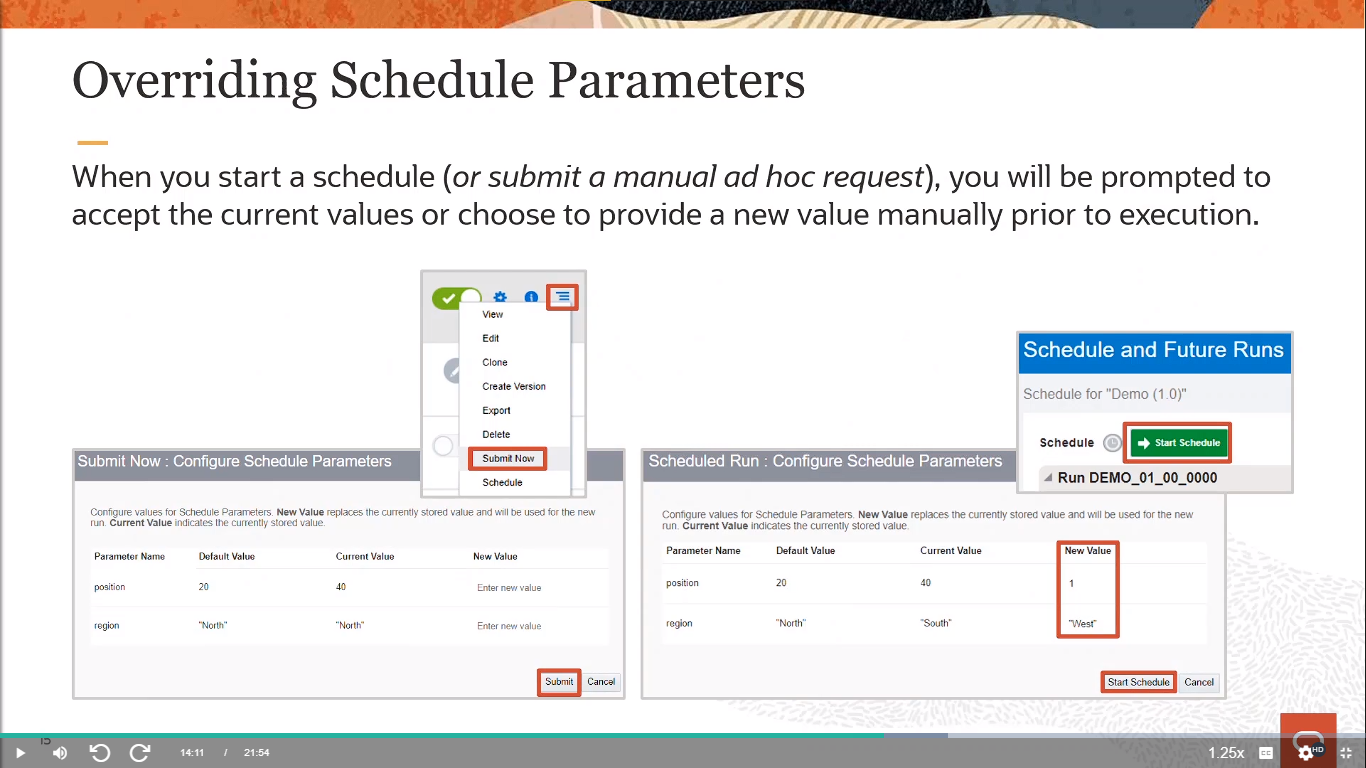 Overriding Schedule Parameters
When you start a schedule (or submit a manual ad hoc request), you will be prompted to
accept the current values or choose to provide a new value manually prior to execution.
View
Edit
Clone
Create Version
Export
Delete
Submit Now
Schedule
Schedule and Future Runs
Schedule for "Demo (1.0)"
Schedule Start Schedule
Run DEMO_01_00_0000
Submit Now : Configure Schedule Parameters
Configure values for Schedule Parameters. New Value replaces the currently stored value and will be used for the new
run. Current Value indicates the currently stored value.
Parameter Name Default Value Current Value New Value
position 20 40 Enter new value
region "North" "North" Enter new value
Submit Cancel
Scheduled Run : Configure Schedule Parameters
Configure values for Schedule Parameters. New Value replaces the currently stored value and will be used for the new
run. Current Value indicates the currently stored value.
Parameter Name Default Value Current Value New Value
position 20 40 1
region "North" "South" "West"
Start Schedule Cancel
15
14:11 / 21:54 1.25x CC HD